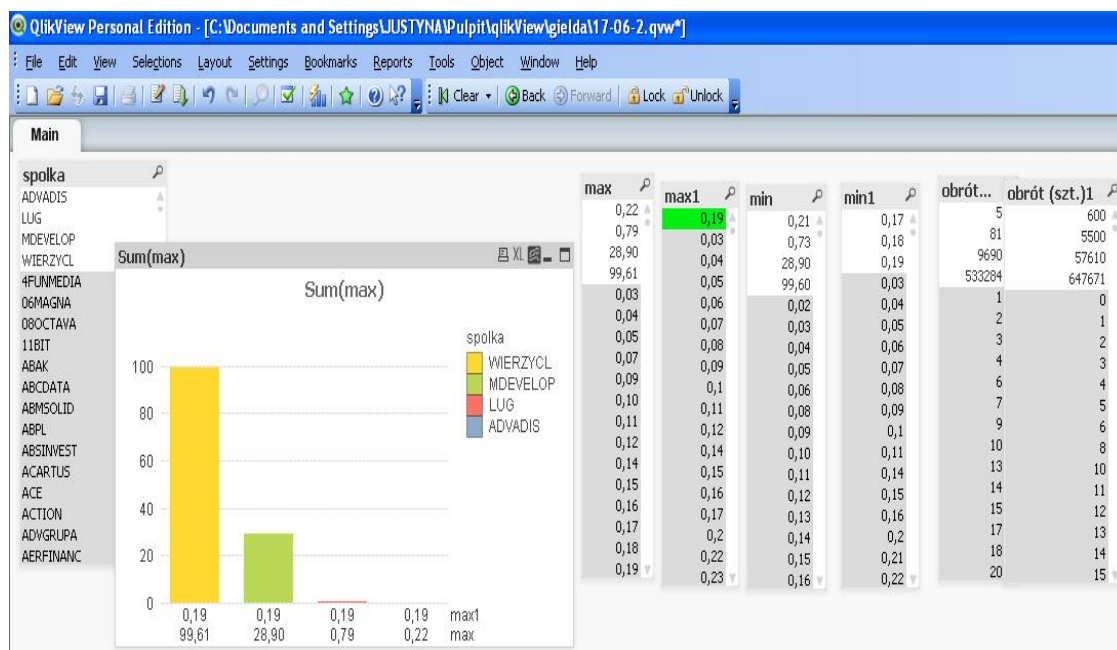 QlikView Personal Edition - [C:\Documents and Settings\JUSTYNA\Pulpit\qlikView\gielda\17-06-2.qvw*]
File Edit View Selections Layout Settings Bookmarks Reports Tools Object Window Help
Clear Back Forward Lock Unlock
Main
spolka
ADVADIS
LUG
MDEVELOP
WIERZYCL
4FUNMEDIA
06MAGNA
08OCTAVA
11BIT
ABAK
ABCDATA
ABMSOLID
ABPL
ABSINVEST
ACARTUS
ACE
ACTION
ADVGRUPA
AERFINANC
Sum(max)
XL
Sum(max)
100
80
60
40
20
0
0,19 0,19 0,19 0,19 max1
99,61 28,90 0,79 0,22 max
spolka
WIERZYCL
MDEVELOP
LUG
ADVADIS
max
0,22
0,79
28,90
99,61
0,03
0,04
0,05
0,07
0,09
0,10
0,11
0,12
0,14
0,15
0,16
0,17
0,18
0,19
max1
0,19
0,03
0,04
0,05
0,06
0,07
0,08
0,09
0,1
0,11
0,12
0,14
0,15
0,16
0,17
0,2
0,22
0,23
min
0,21
0,73
28,90
99,60
0,02
0,03
0,04
0,05
0,06
0,08
0,09
0,10
0,11
0,12
0,13
0,14
0,15
0,16
min1
0,17
0,18
0,19
0,03
0,04
0,05
0,06
0,07
0,08
0,09
0,1
0,11
0,14
0,15
0,16
0,2
0,21
0,22
obrót...
5
81
9690
533284
1
2
3
4
6
7
9
10
13
14
15
17
18
20
obrót (szt.)1
600
5500
57610
647671
0
1
2
3
4
5
6
8
10
11
12
13
14
15